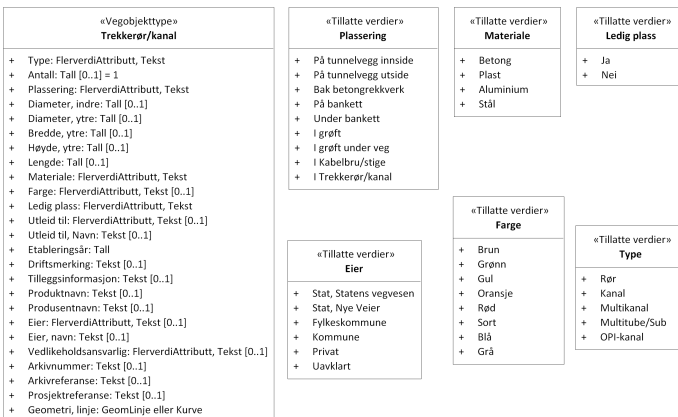 «Vegobjekttype»
Trekkerør/kanal
+ Type: FlerverdiAttributt, Tekst
+ Antall: Tall [0..1] = 1
+ Plassering: FlerverdiAttributt, Tekst
+ Diameter, indre: Tall [0..1]
+ Diameter, ytre: Tall [0..1]
+ Bredde, ytre: Tall [0..1]
+ Høyde, ytre: Tall [0..1]
+ Lengde: Tall [0..1]
+ Materiale: FlerverdiAttributt, Tekst
+ Farge: FlerverdiAttributt, Tekst [0..1]
+ Ledig plass: FlerverdiAttributt, Tekst
+ Utleid til: FlerverdiAttributt, Tekst [0..1]
+ Utleid til, Navn: Tekst [0..1]
+ Etableringsår: Tall
+ Driftsmerking: Tekst [0..1]
+ Tilleggsinformasjon: Tekst [0..1]
+ Produktnavn: Tekst [0..1]
+ Produsentnavn: Tekst [0..1]
+ Eier: FlerverdiAttributt, Tekst [0..1]
+ Eier, navn: Tekst [0..1]
+ Vedlikeholdsansvarlig: FlerverdiAttributt, Tekst [0..1]
+ Arkivnummer: Tekst [0..1]
+ Arkivreferanse: Tekst [0..1]
+ Prosjektreferanse: Tekst [0..1]
+ Geometri, linje: GeomLinje eller Kurve
«Tillatte verdier»
Plassering
+ På tunnelvegg innside
+ På tunnelvegg utside
+ Bak betongrekkverk
+ På bankett
+ Under bankett
+ I grøft
+ I grøft under veg
+ I Kabelbru/stige
+ I Trekkerør/kanal
«Tillatte verdier»
Materiale
+ Betong
+ Plast
+ Aluminium
+ Stål
«Tillatte verdier»
Ledig plass
+ Ja
+ Nei
«Tillatte verdier»
Eier
+ Stat, Statens vegvesen
+ Stat, Nye Veier
+ Fylkeskommune
+ Kommune
+ Privat
+ Uavklart
«Tillatte verdier»
Farge
+ Brun
+ Grønn
+ Gul
+ Oransje
+ Rød
+ Sort
+ Blå
+ Grå
«Tillatte verdier»
Type
+ Rør
+ Kanal
+ Multikanal
+ Multitube/Sub
+ OPI-kanal